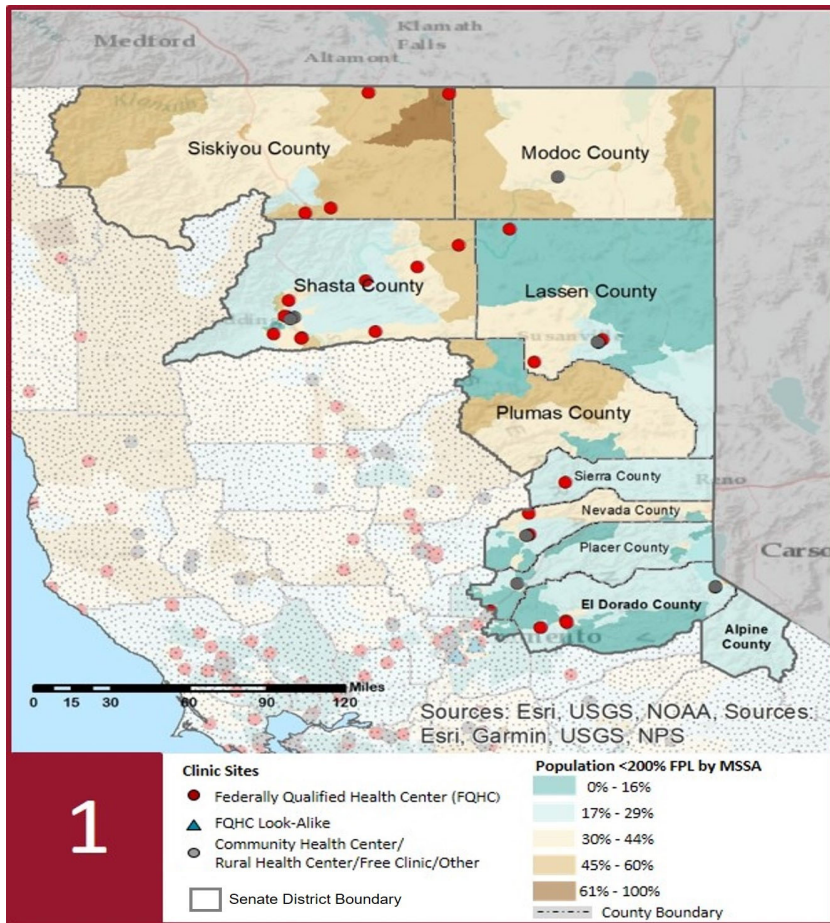 Medford
Klamath
Falls
Altamont
Siskiyou County
Modoc County
Shasta County
Lassen County
Susanville
Plumas County
Sierra County
Reno
Nevada County
Placer County
Carso
El Dorado County
Alpine
County
Miles
0 15 30 60 90 120
Sources: Esri, USGS, NOAA, Sources:
Esri, Garmin, USGS, NPS
1
Clinic Sites
Federally Qualified Health Center (FQHC)
FQHC Look-Alike
Community Health Center/
Rural Health Center/Free Clinic/Other
Senate District Boundary
Population <200% FPL by MSSA
0% - 16%
17% - 29%
30% - 44%
45% - 60%
61% - 100%
County Boundary